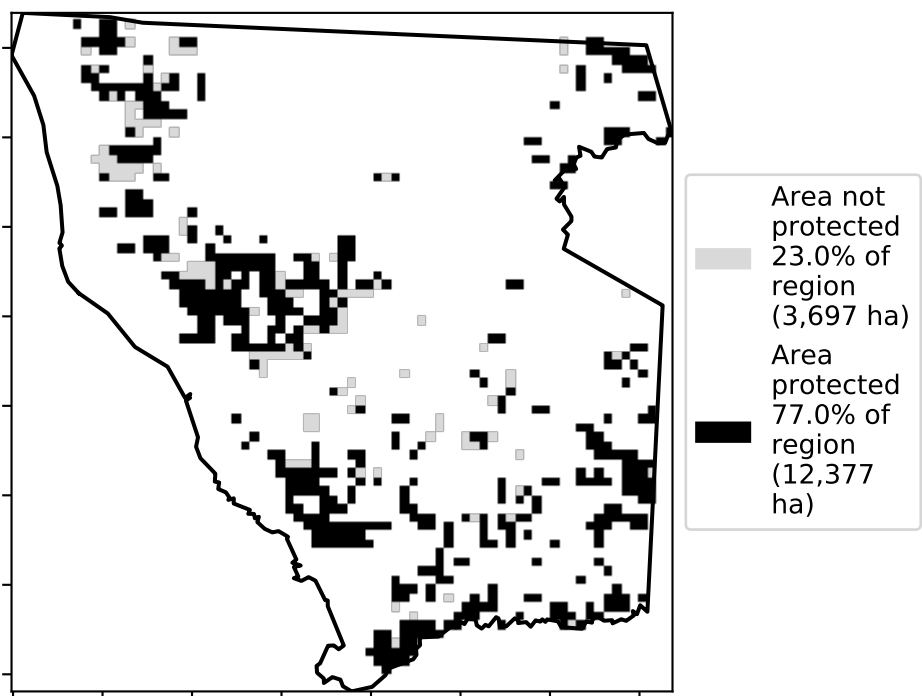 Area not
protected
23.0% of
region
(3,697 ha)
Area
protected
77.0% of
region
(12,377
ha)